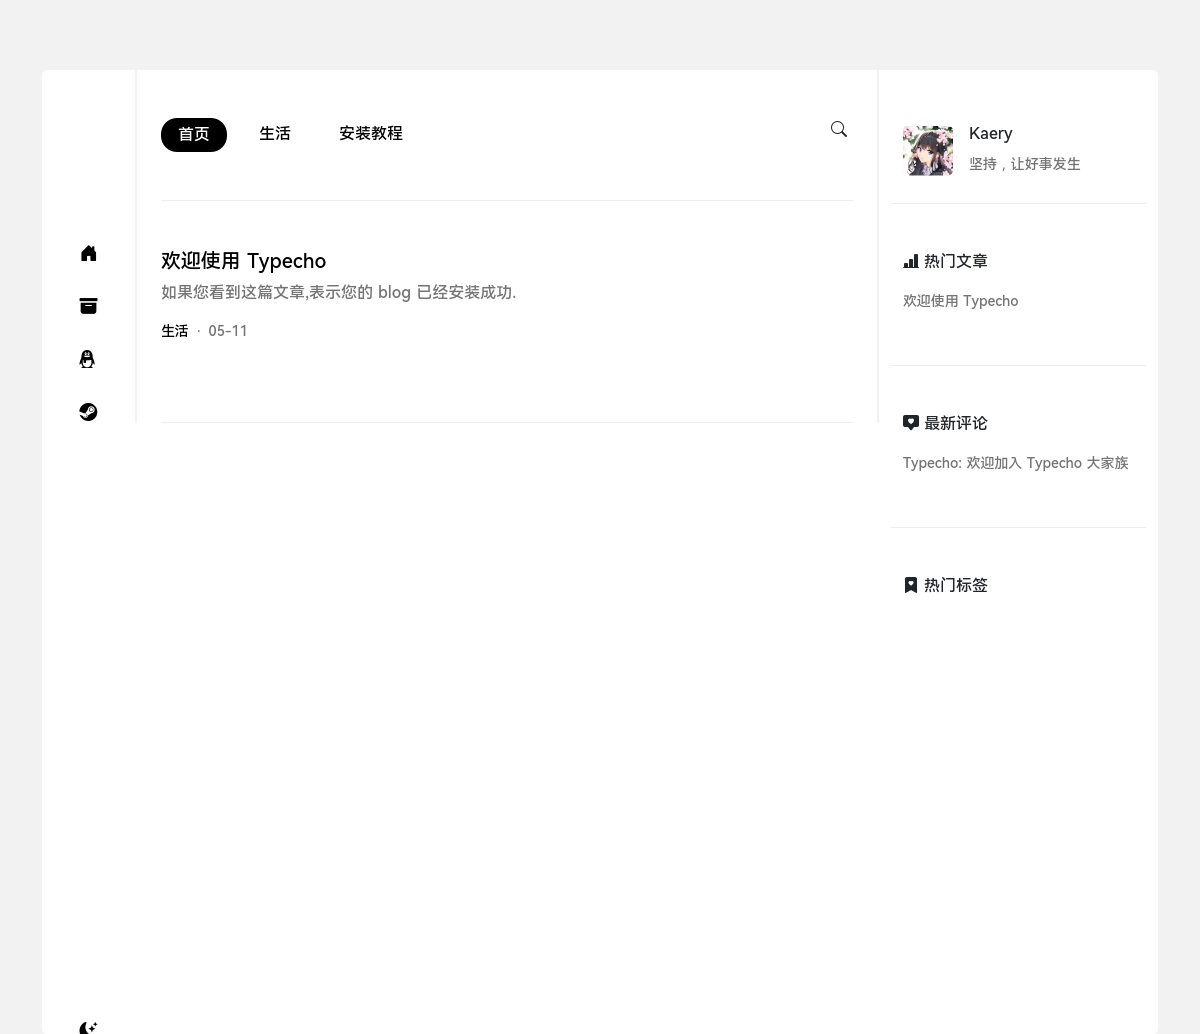 首页
生活
安装教程
欢迎使用 Typecho
如果您看到这篇文章,表示您的 blog 已经安装成功.
生活 · 05-11
Kaery
坚持，让好事发生
热门文章
欢迎使用 Typecho
最新评论
Typecho: 欢迎加入 Typecho 大家族
热门标签